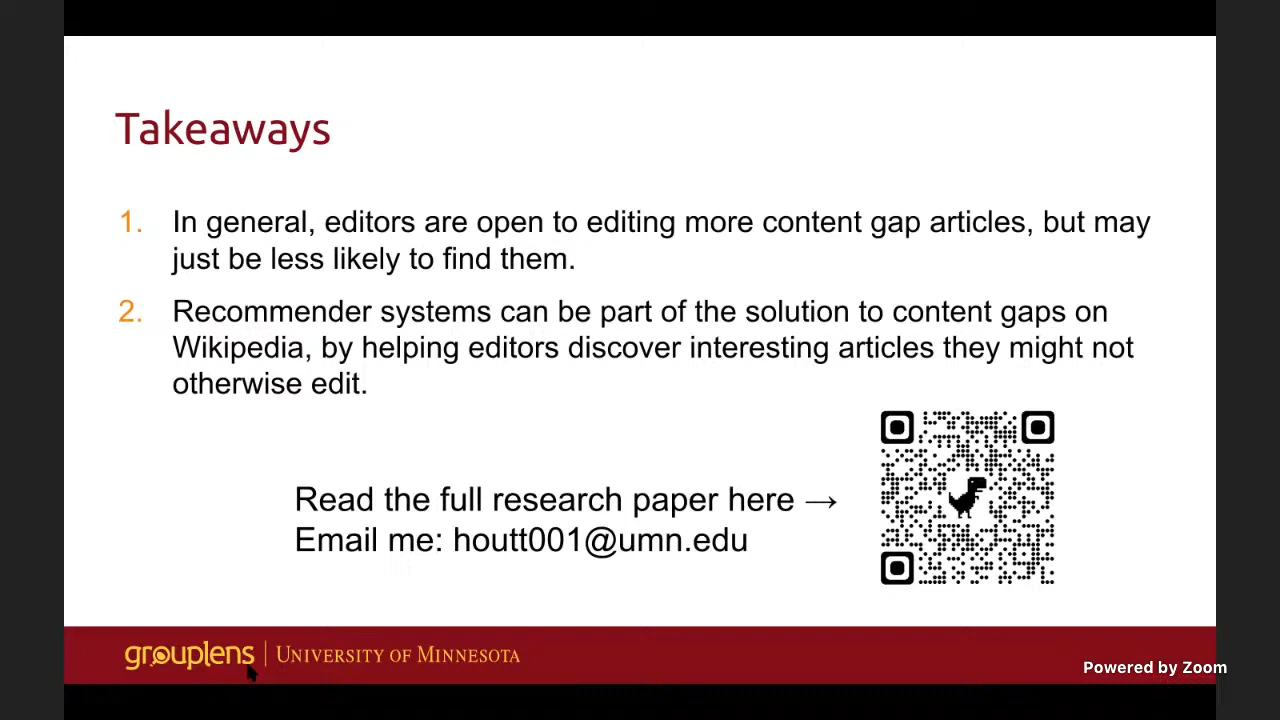 Takeaways
1. In general, editors are open to editing more content gap articles, but may
just be less likely to find them.
2. Recommender systems can be part of the solution to content gaps on
Wikipedia, by helping editors discover interesting articles they might not
otherwise edit.
Read the full research paper here →
Email me: houtt001@umn.edu
grouplens | UNIVERSITY OF MINNESOTA
Powered by Zoom